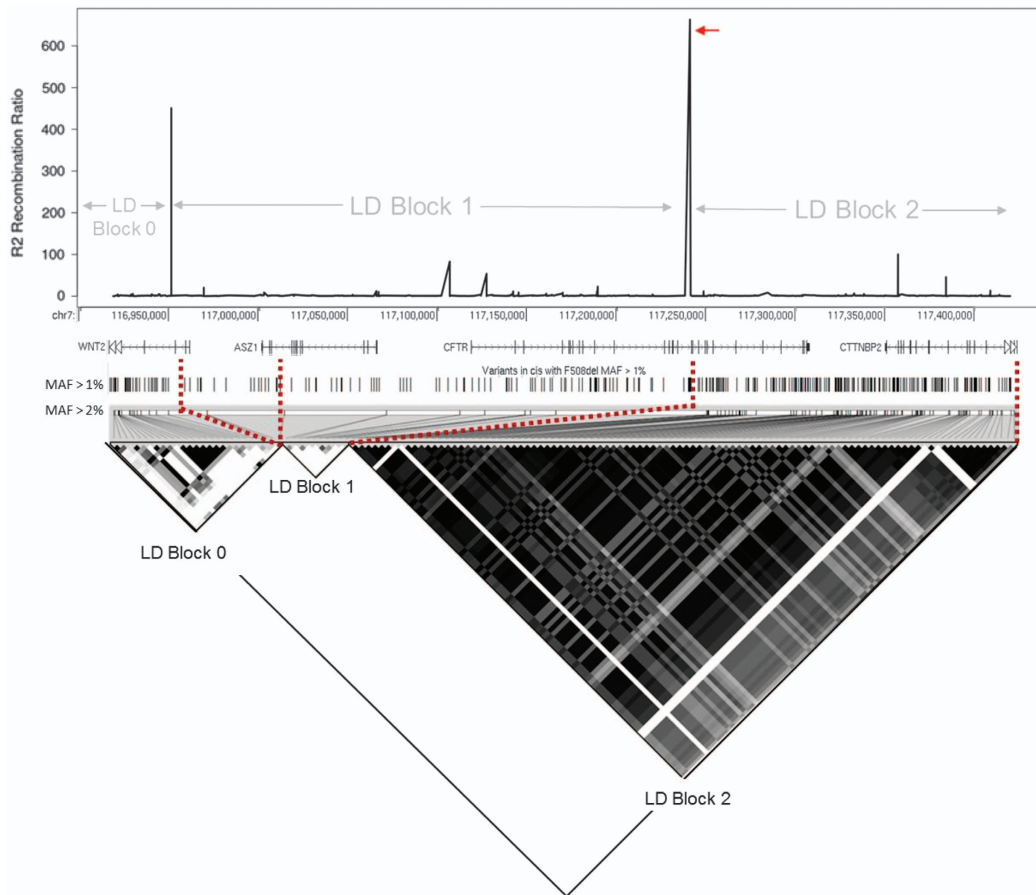 R2 Recombination Ratio
600
500
400
300
200
100
0
LD
Block 0
LD Block 1
LD Block 2
chr7:
116,950,000
117,000,000
117,050,000
117,100,000
117,150,000
117,200,000
117,250,000
117,300,000
117,350,000
117,400,000
WNT2
ASZ1
CFTR
CTTNBP2
Variants in cis with F508del MAF > 1%
MAF > 1%
MAF > 2%
LD Block 1
LD Block 0
LD Block 2